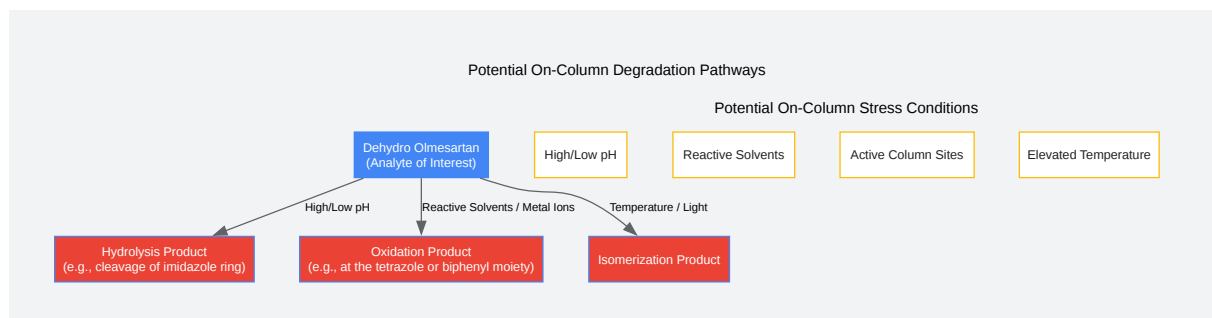 Potential On-Column Degradation Pathways
Potential On-Column Stress Conditions
Dehydro Olmesartan
(Analyte of Interest)
High/Low pH
Reactive Solvents
Active Column Sites
Elevated Temperature
High/Low pH
Reactive Solvents / Metal Ions
Temperature / Light
Hydrolysis Product
(e.g., cleavage of imidazole ring)
Oxidation Product
(e.g., at the tetrazole or biphenyl moiety)
Isomerization Product